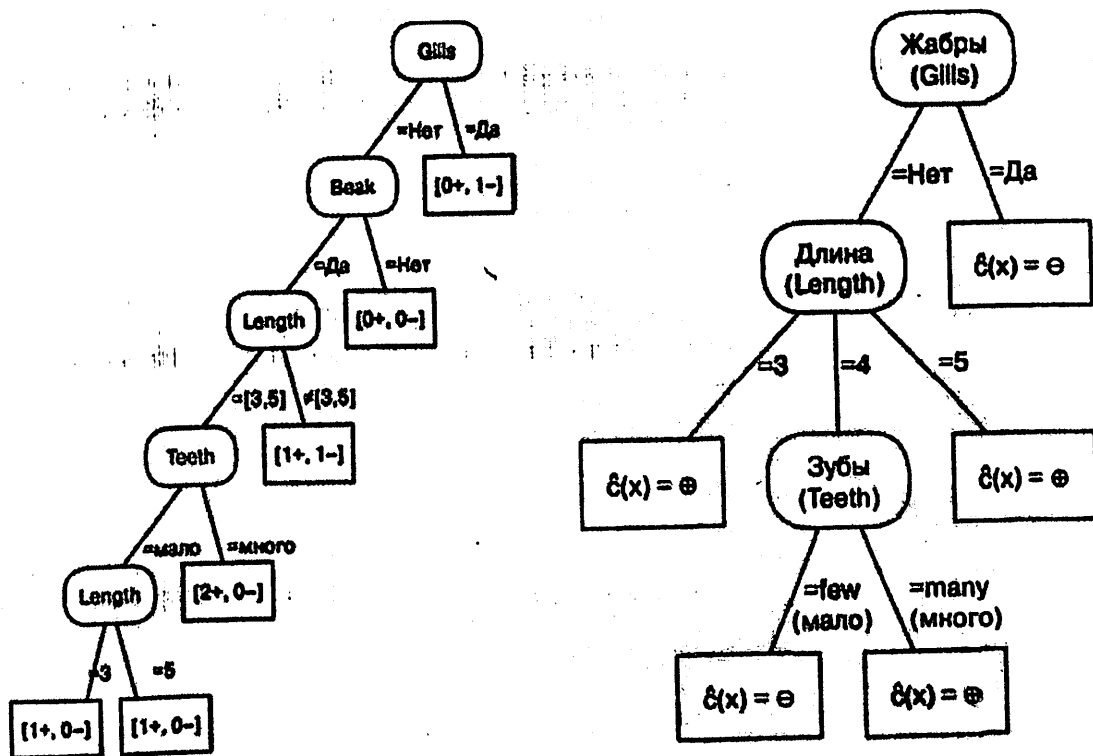 Gills
=Нет
=Да
Beak
[0+, 1−]
=Да
=Нет
Length
[0+, 0−]
=[3,5]
≠[3,5]
Teeth
[1+, 1−]
=мало
=много
Length
[2+, 0−]
=3
=5
[1+, 0−]
[1+, 0−]
Жабры
(Gills)
=Нет
=Да
Длина
(Length)
ĉ(x) = ⊖
=3
=4
=5
ĉ(x) = ⊕
Зубы
(Teeth)
ĉ(x) = ⊕
=few
(мало)
=many
(много)
ĉ(x) = ⊖
ĉ(x) = ⊕